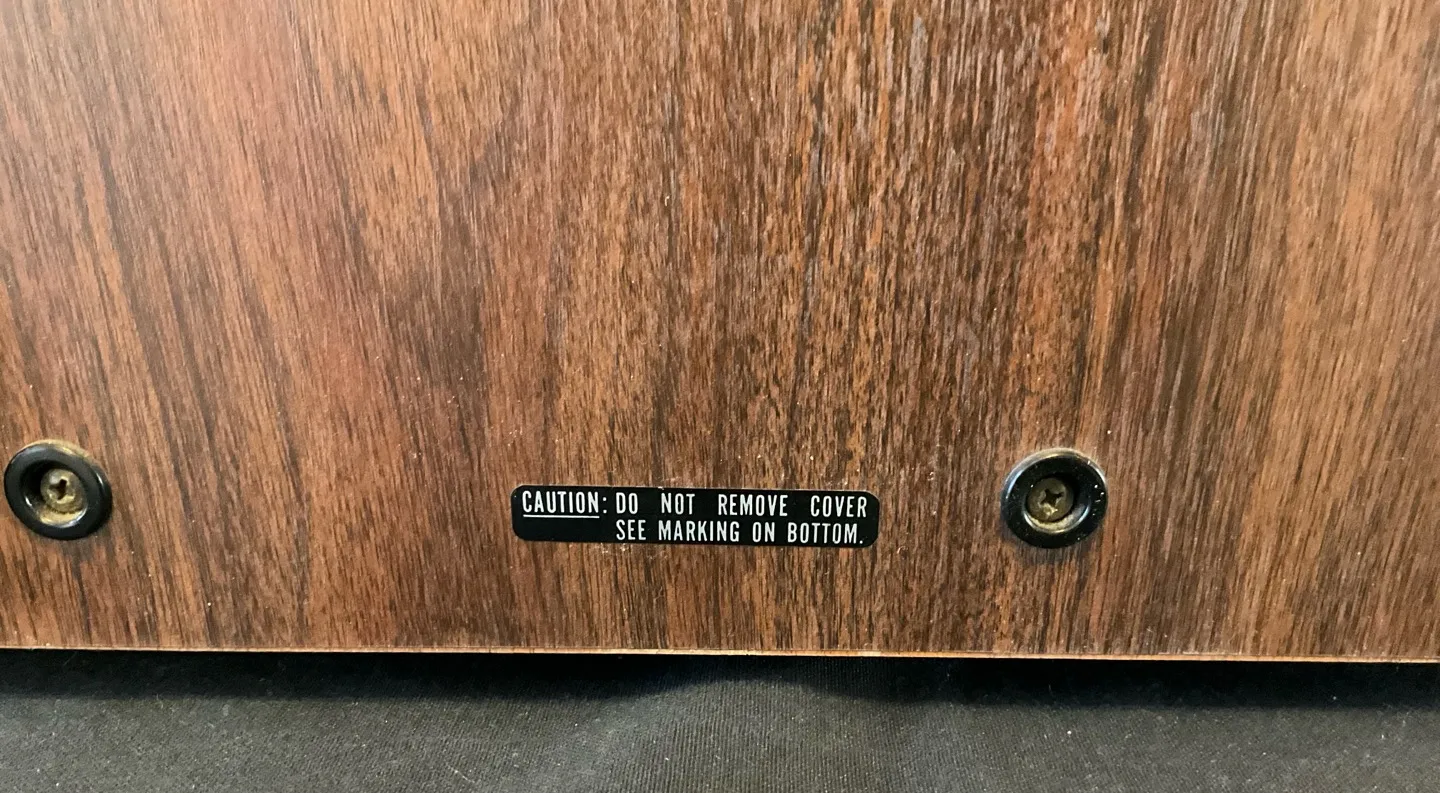 CAUTION: DO NOT REMOVE COVER
SEE MARKING ON BOTTOM.